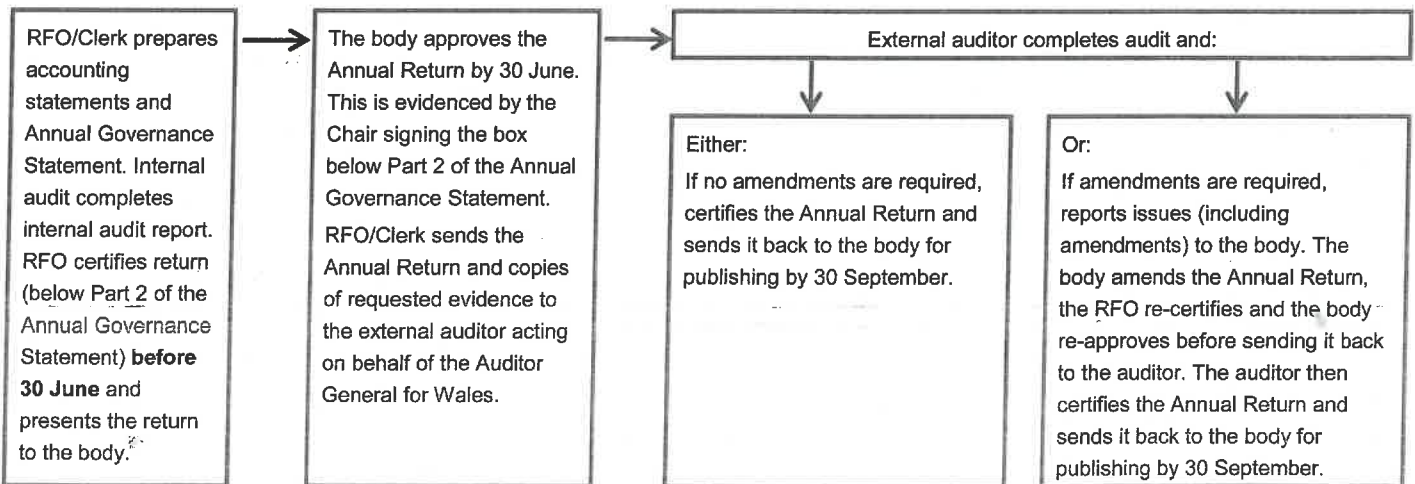 RFO/Clerk prepares
accounting
statements and
Annual Governance
Statement. Internal
audit completes
internal audit report.
RFO certifies return
(below Part 2 of the
Annual Governance
Statement) before
30 June and
presents the return
to the body.
The body approves the
Annual Return by 30 June.
This is evidenced by the
Chair signing the box
below Part 2 of the Annual
Governance Statement.
RFO/Clerk sends the
Annual Return and copies
of requested evidence to
the external auditor acting
on behalf of the Auditor
General for Wales.
External auditor completes audit and:
Either:
If no amendments are required,
certifies the Annual Return and
sends it back to the body for
publishing by 30 September.
Or:
If amendments are required,
reports issues (including
amendments) to the body. The
body amends the Annual Return,
the RFO re-certifies and the body
re-approves before sending it back
to the auditor. The auditor then
certifies the Annual Return and
sends it back to the body for
publishing by 30 September.